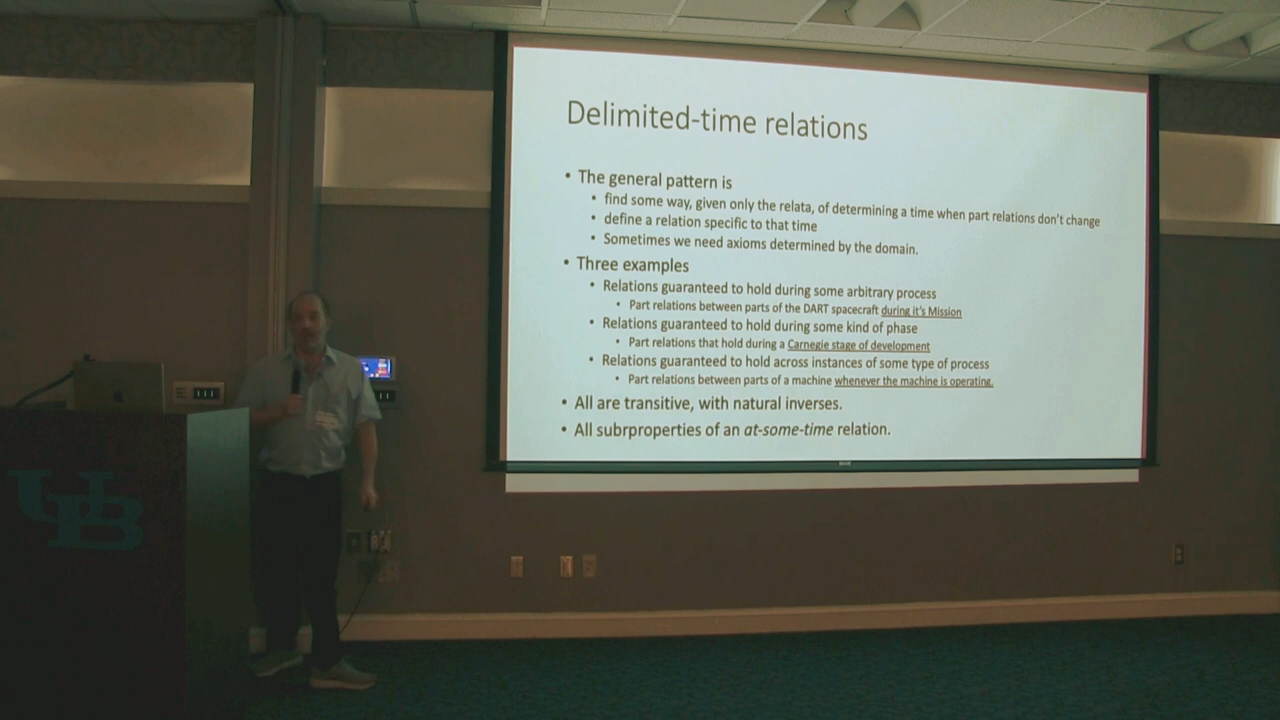 Delimited-time relations
• The general pattern is
• find some way, given only the relata, of determining a time when part relations don't change
• define a relation specific to that time
• Sometimes we need axioms determined by the domain.
• Three examples
• Relations guaranteed to hold during some arbitrary process
• Part relations between parts of the DART spacecraft during it's Mission
• Relations guaranteed to hold during some kind of phase
• Part relations that hold during a Carnegie stage of development
• Relations guaranteed to hold across instances of some type of process
• Part relations between parts of a machine whenever the machine is operating.
• All are transitive, with natural inverses.
• All subrproperties of an at-some-time relation.
UB